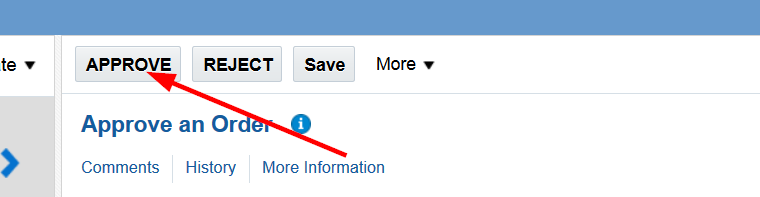 te APPROVE REJECT Save More
Approve an Order
Comments History More Information